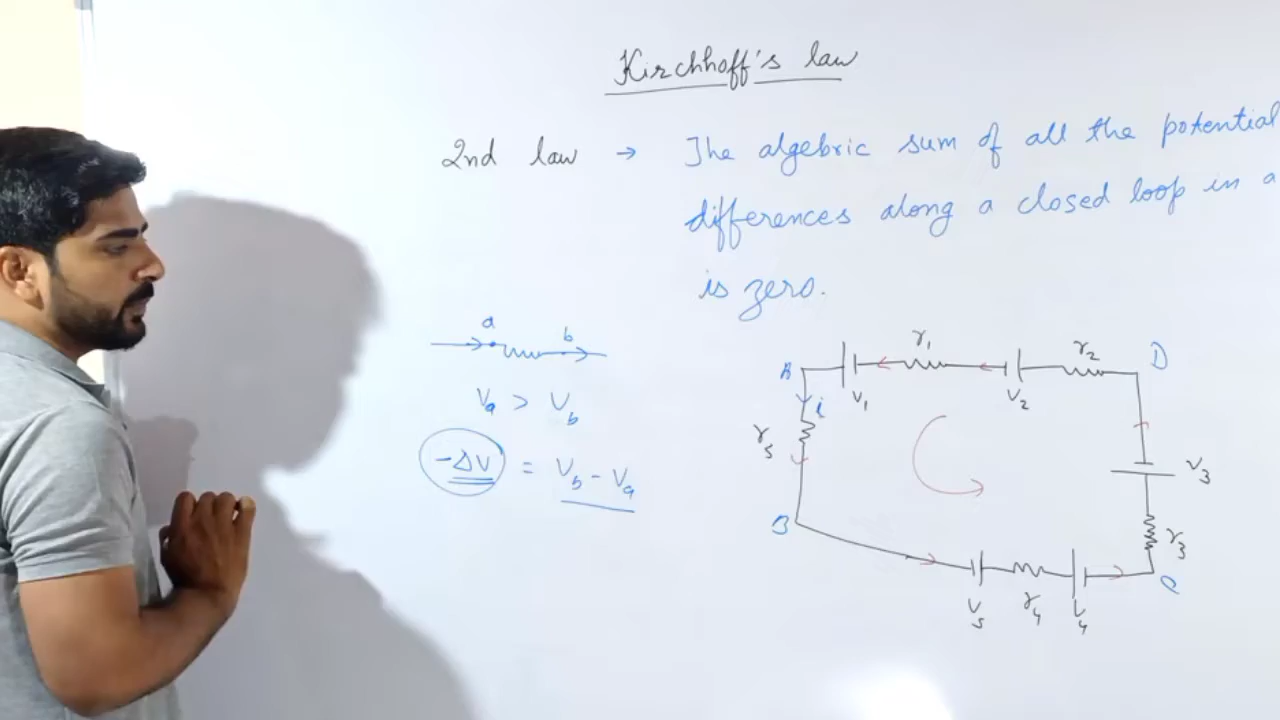 Kirchhoff's law
2nd law → The algebric sum of all the potential
differences along a closed loop in a
is zero.
a b
Va > Vb
-ΔV = Vb - Va
A V1 r1 V2 r2 D
i
r5
V3
r3
B
V5 r4 V4